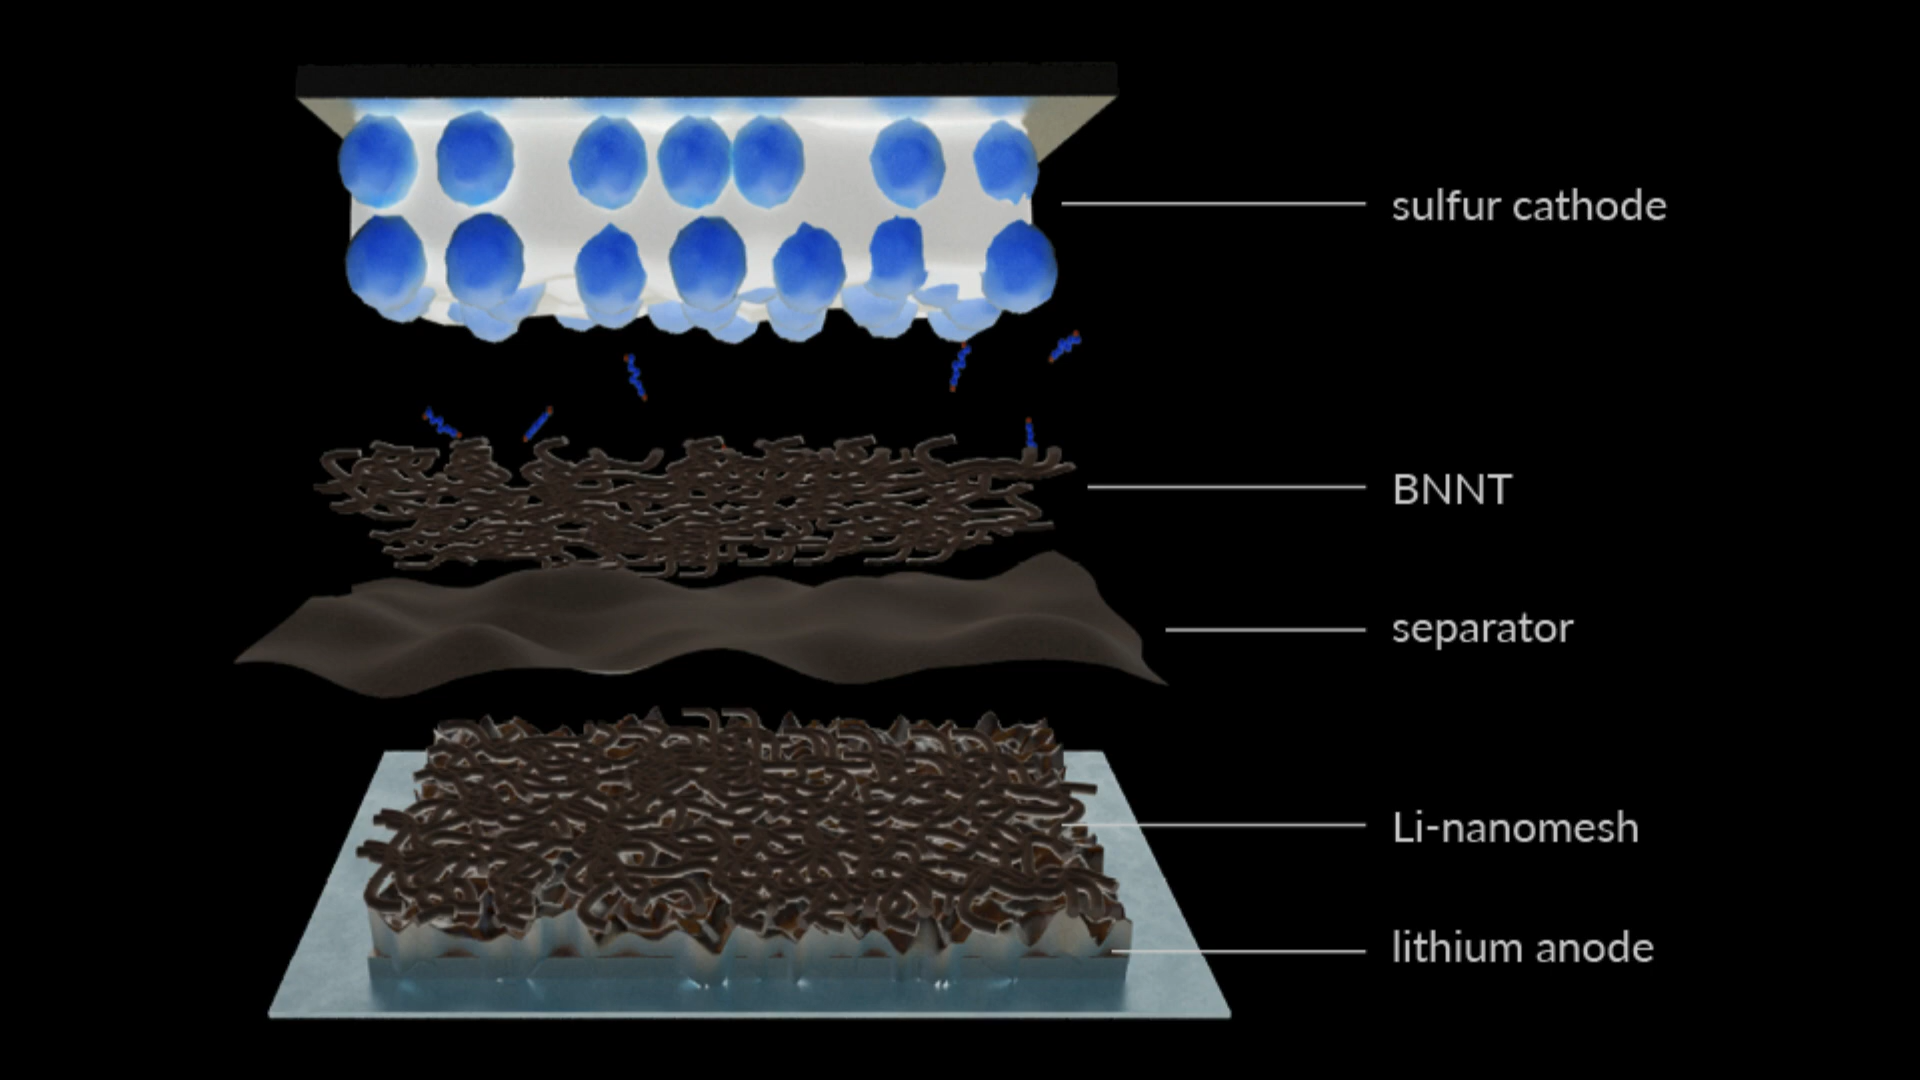 sulfur cathode
BNNT
separator
Li-nanomesh
lithium anode